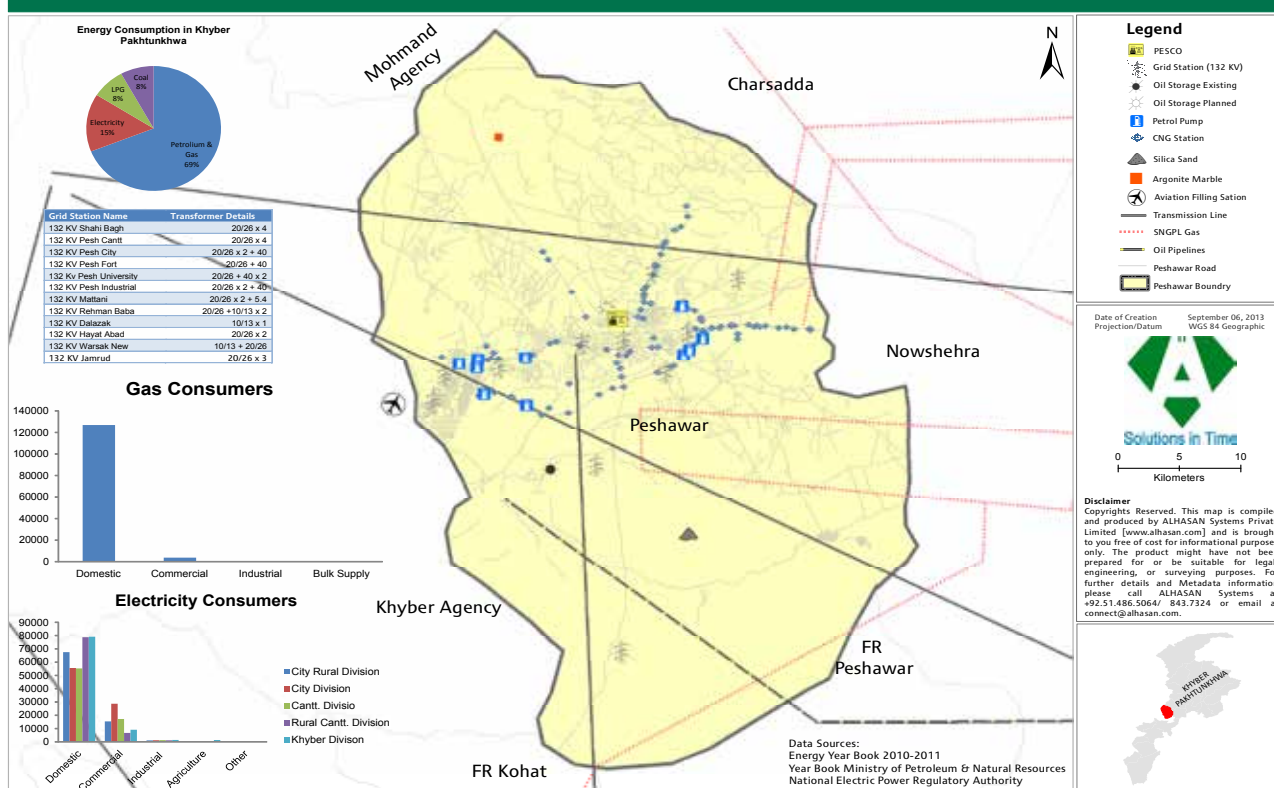 Energy Consumption in Khyber
Pakhtunkhwa
Coal
8%
LPG
8%
Electricity
15%
Petrolium &
Gas
69%
Grid Station Name Transformer Details
132 KV Shahi Bagh 20/26 x 4
132 KV Pesh Cantt 20/26 x 4
132 KV Pesh City 20/26 x 2 + 40
132 KV Pesh Fort 20/26 + 40
132 Kv Pesh University 20/26 + 40 x 2
132 KV Pesh Industrial 20/26 x 2 + 40
132 KV Mattani 20/26 x 2 + 5.4
132 KV Rehman Baba 20/26 +10/13 x 2
132 KV Dalazak 10/13 x 1
132 KV Hayat Abad 20/26 x 2
132 KV Warsak New 10/13 + 20/26
132 KV Jamrud 20/26 x 3
Gas Consumers
140000
120000
100000
80000
60000
40000
20000
0
Domestic Commercial Industrial Bulk Supply
Electricity Consumers
90000
80000
70000
60000
50000
40000
30000
20000
10000
0
Domestic Commercial Industrial Agriculture Other
City Rural Division
City Division
Cantt. Divisio
Rural Cantt. Division
Khyber Divison
Mohmand
Agency
Charsadda
N
Nowshehra
Peshawar
Khyber Agency
FR
Peshawar
FR Kohat
Data Sources:
Energy Year Book 2010-2011
Year Book Ministry of Petroleum & Natural Resources
National Electric Power Regulatory Authority
Legend
PESCO
Grid Station (132 KV)
Oil Storage Existing
Oil Storage Planned
Petrol Pump
CNG Station
Silica Sand
Argonite Marble
Aviation Filling Sation
Transmission Line
SNGPL Gas
Oil Pipelines
Peshawar Road
Peshawar Boundry
Date of Creation September 06, 2013
Projection/Datum WGS 84 Geographic
Solutions in Time
0 5 10
Kilometers
Disclaimer
Copyrights Reserved. This map is compile
and produced by ALHASAN Systems Privat
Limited [www.alhasan.com] and is brough
to you free of cost for informational purpose
only. The product might have not bee
prepared for or be suitable for legal
engineering, or surveying purposes. Fo
further details and Metadata information
please call ALHASAN Systems a
+92.51.486.5064/ 843.7324 or email a
connect@alhasan.com.
KHYBER
PAKHTUNKHWA